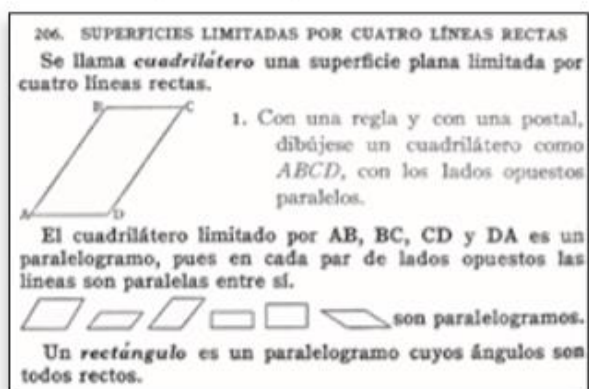 206. SUPERFICIES LIMITADAS POR CUATRO LÍNEAS RECTAS
Se llama cuadrilátero una superficie plana limitada por
cuatro líneas rectas.
B C
1. Con una regla y con una postal,
dibújese un cuadrilátero como
ABCD, con los lados opuestos
paralelos.
A D
El cuadrilátero limitado por AB, BC, CD y DA es un
paralelogramo, pues en cada par de lados opuestos las
líneas son paralelas entre sí.
son paralelogramos.
Un rectángulo es un paralelogramo cuyos ángulos son
todos rectos.